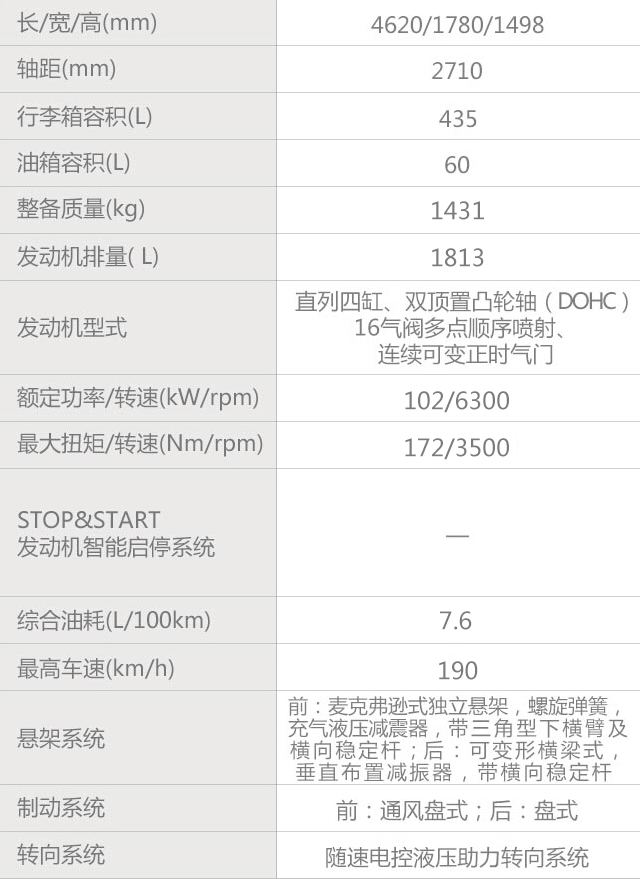 长/宽/高(mm)
4620/1780/1498
轴距(mm)
2710
行李箱容积(L)
435
油箱容积(L)
60
整备质量(kg)
1431
发动机排量( L)
1813
发动机型式
直列四缸、双顶置凸轮轴（DOHC）
16气阀多点顺序喷射、
连续可变正时气门
额定功率/转速(kW/rpm)
102/6300
最大扭矩/转速(Nm/rpm)
172/3500
STOP&START
发动机智能启停系统
—
综合油耗(L/100km)
7.6
最高车速(km/h)
190
悬架系统
前：麦克弗逊式独立悬架，螺旋弹簧，
充气液压减震器，带三角型下横臂及
横向稳定杆；后：可变形横梁式，
垂直布置减振器，带横向稳定杆
制动系统
前：通风盘式；后：盘式
转向系统
随速电控液压助力转向系统